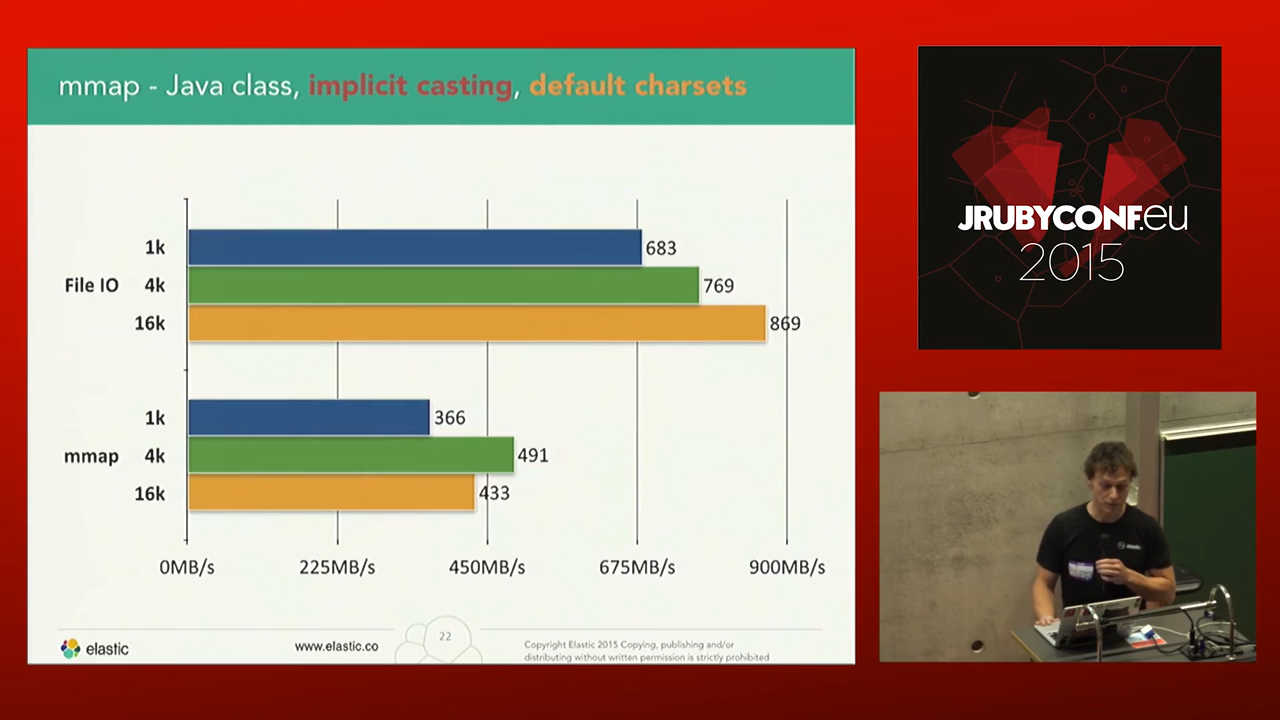 mmap - Java class, implicit casting, default charsets
1k
683
File IO
4k
769
16k
869
1k
366
mmap
4k
491
16k
433
0MB/s
225MB/s
450MB/s
675MB/s
900MB/s
elastic
www.elastic.co
22
Copyright Elastic 2015 Copying, publishing and/or
distributing without written permission is strictly prohibited
JRUBYCONF.eu
2015
elastic